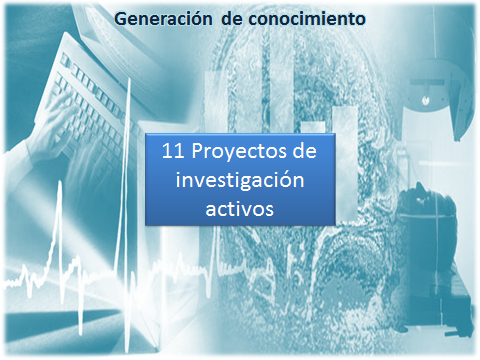 Generación de conocimiento
11 Proyectos de
investigación
activos